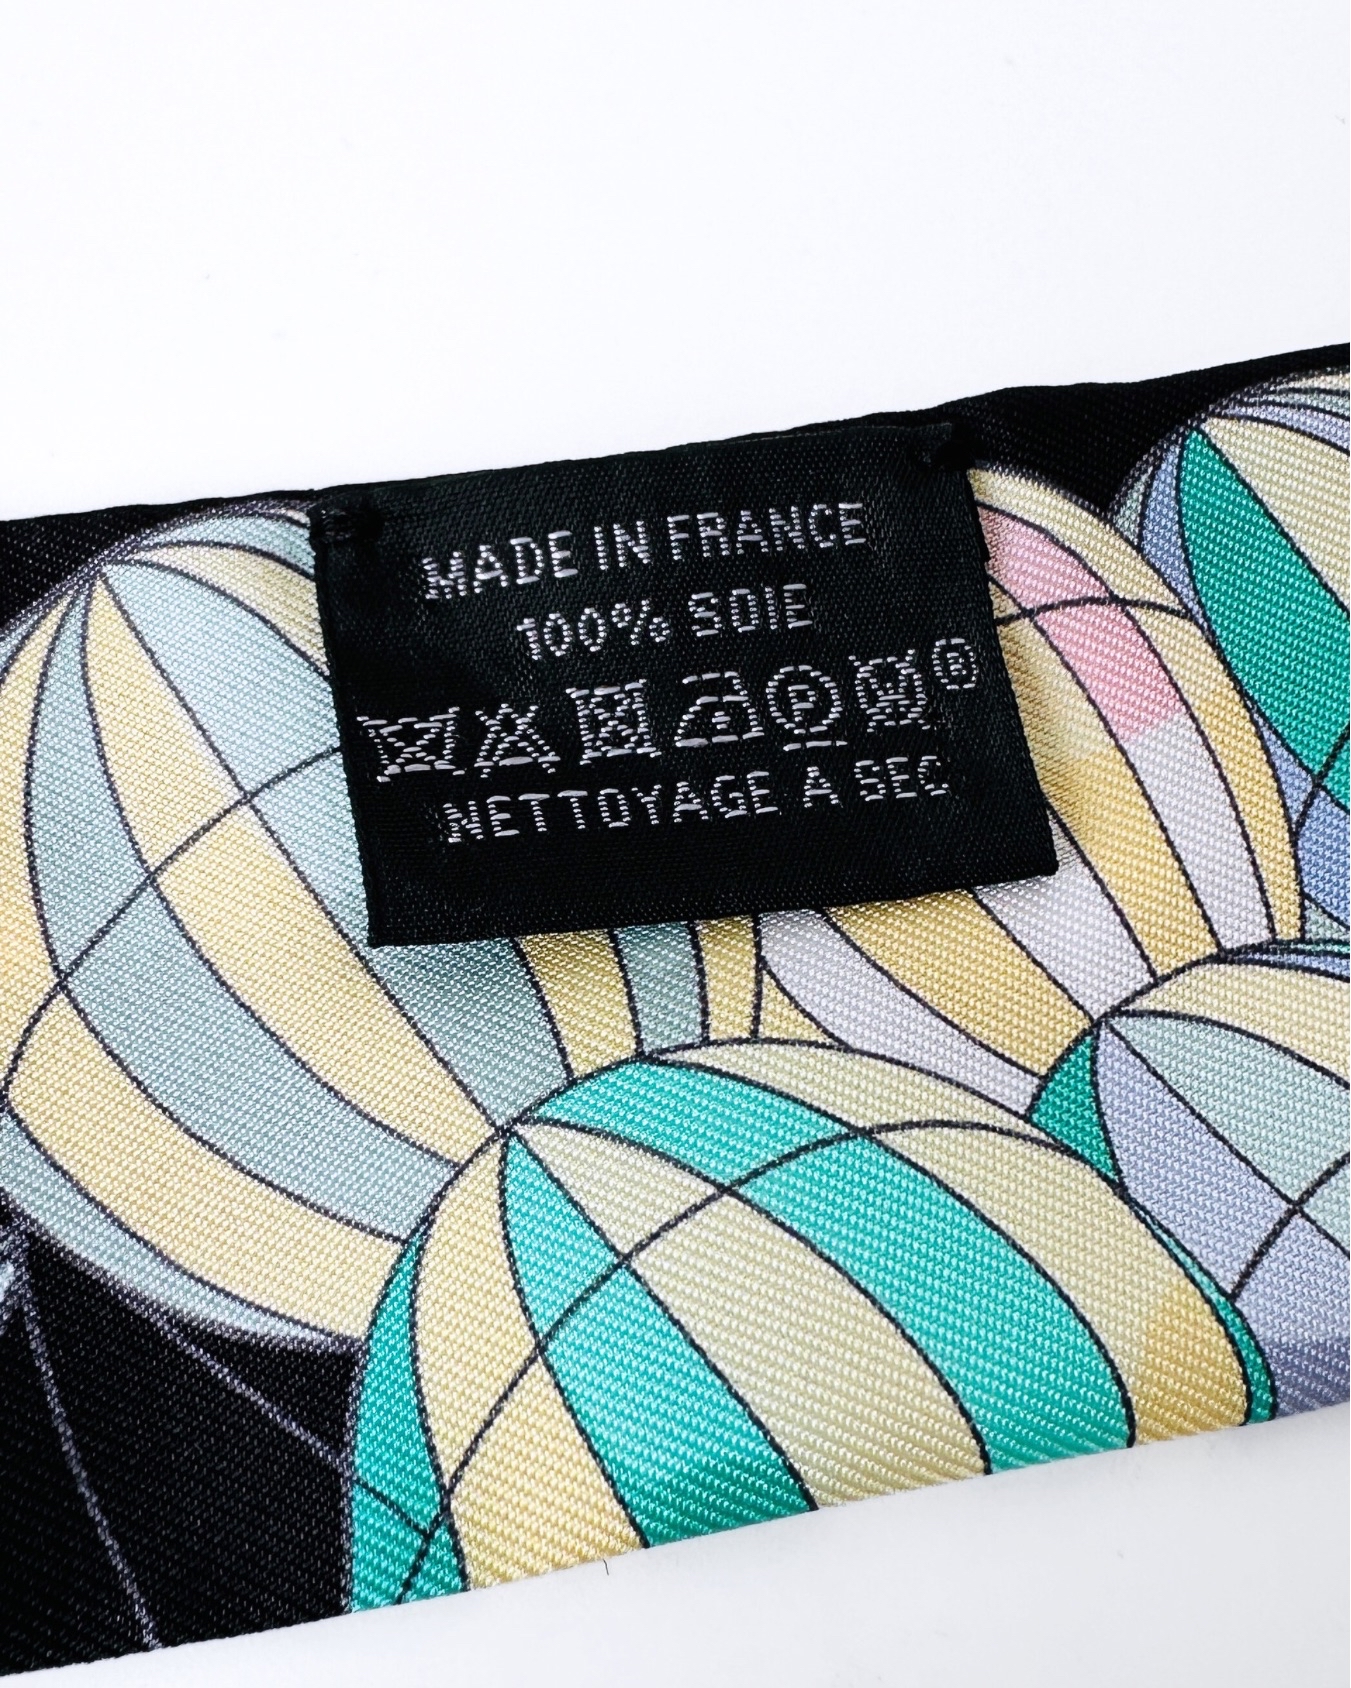 MADE IN FRANCE
100% SOIE
P W ®
NETTOYAGE A SEC